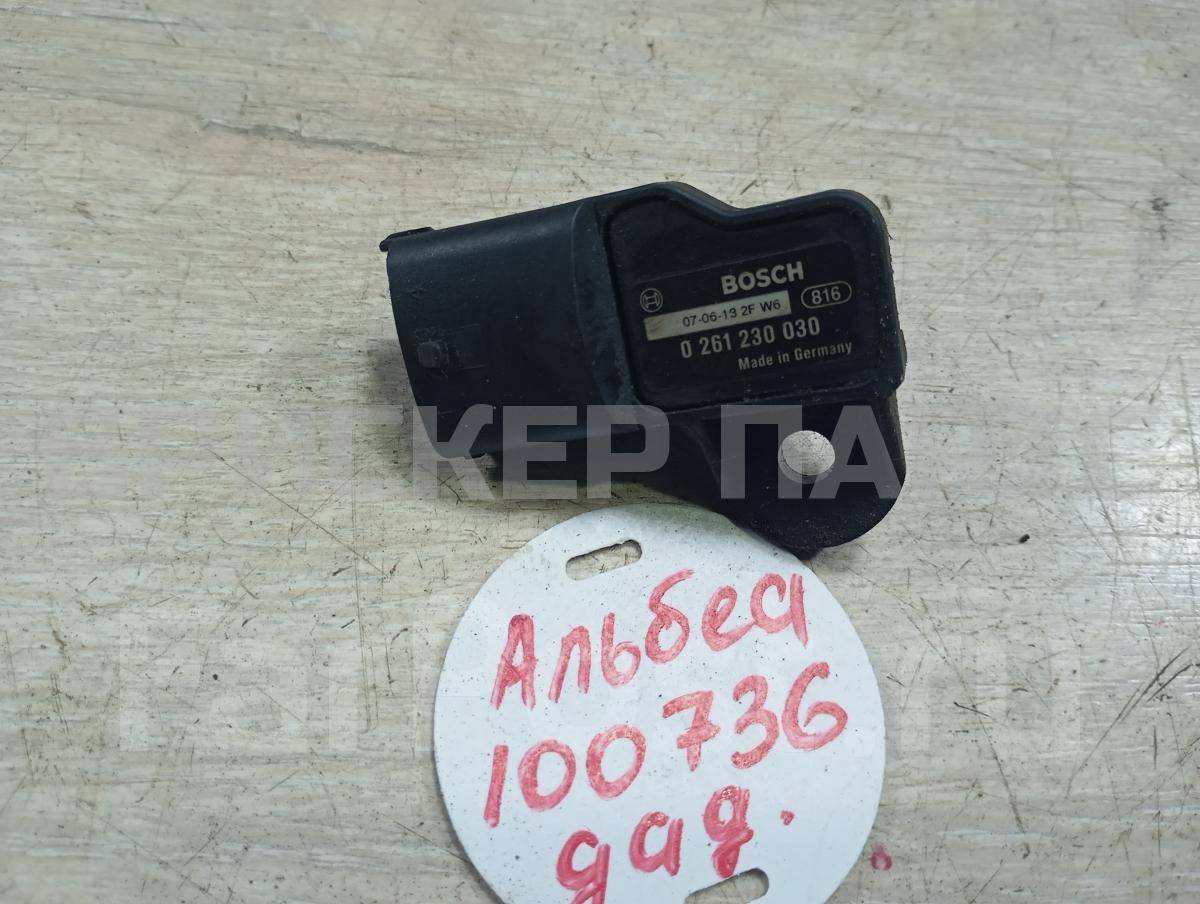 BOSCH
07-06-13 2F W6
816
0 261 230 030
Made in Germany
КЕР ПА
Альбеа
100736
дад.